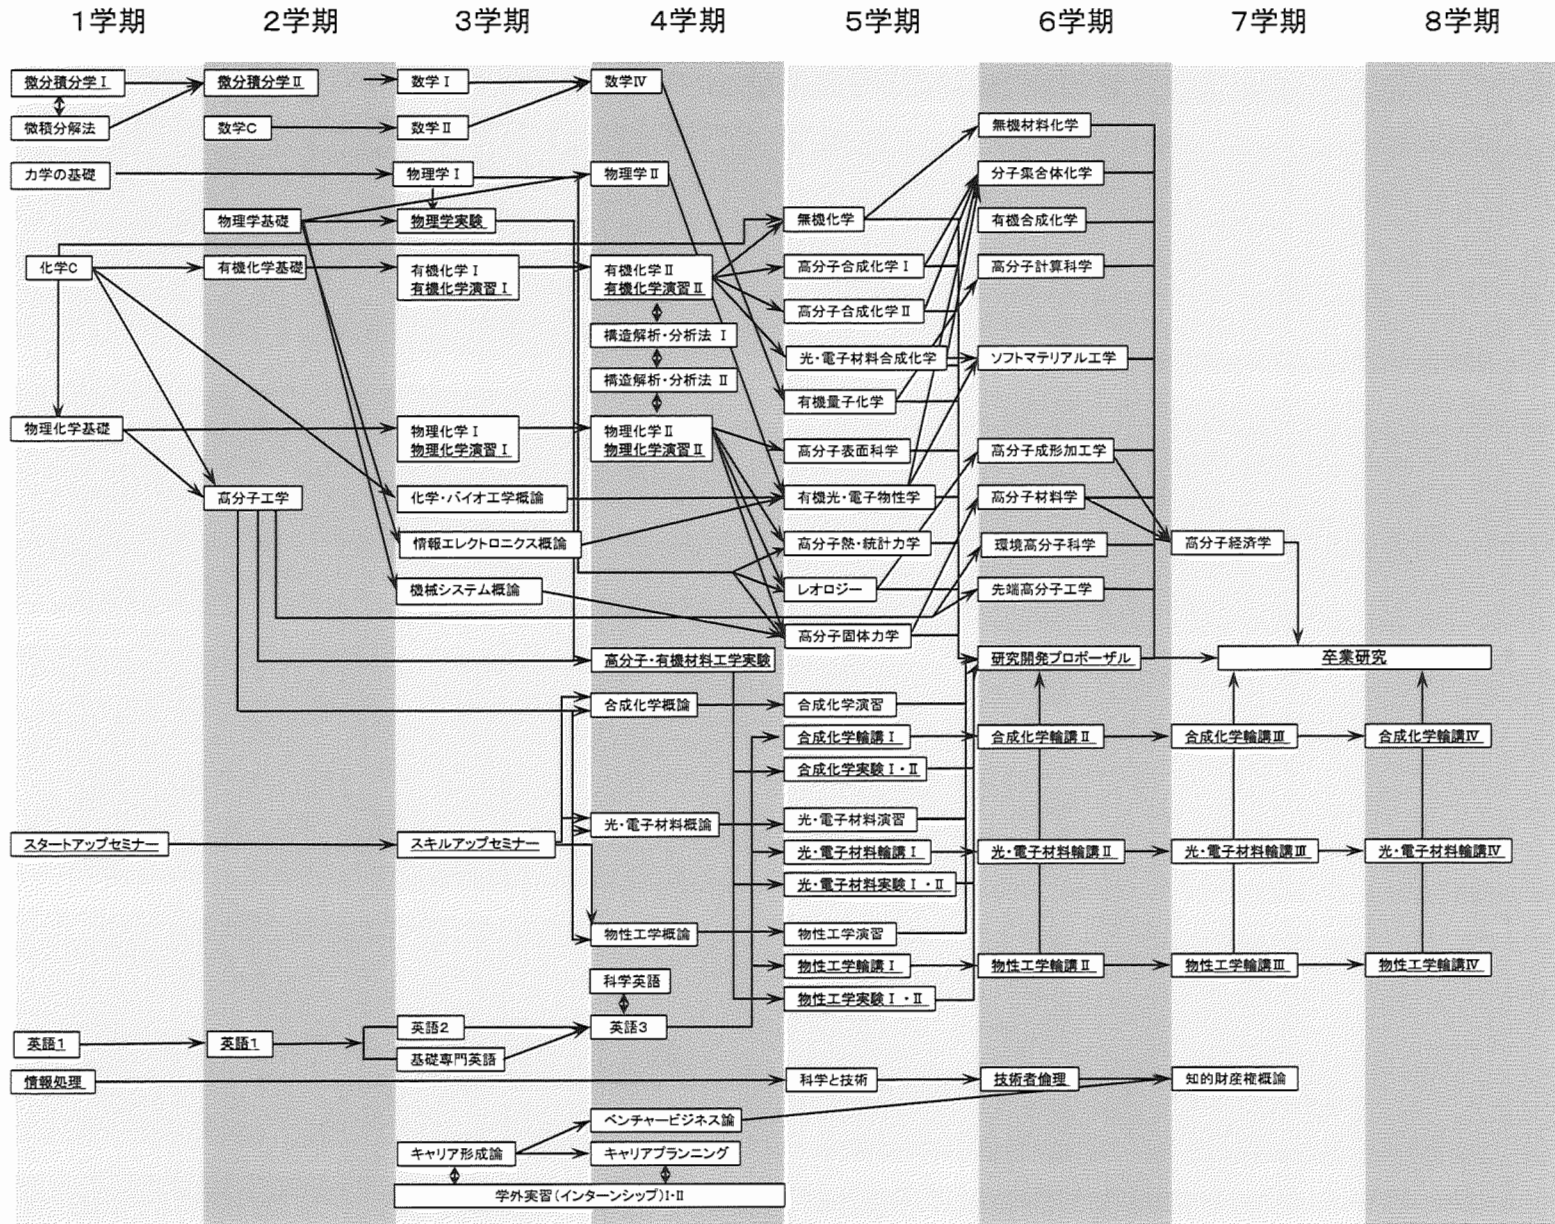 1学期
2学期
3学期
4学期
5学期
6学期
7学期
8学期
微分積分学Ⅰ
微積分解法
力学の基礎
化学C
物理化学基礎
スタートアップセミナー
英語1
情報処理
微分積分学Ⅱ
数学C
物理学基礎
有機化学基礎
高分子工学
英語1
数学Ⅰ
数学Ⅱ
物理学Ⅰ
物理学実験
有機化学Ⅰ
有機化学演習Ⅰ
物理化学Ⅰ
物理化学演習Ⅰ
化学・バイオ工学概論
情報エレクトロニクス概論
機械システム概論
スキルアップセミナー
英語2
基礎専門英語
キャリア形成論
学外実習(インターンシップ)Ⅰ・Ⅱ
数学Ⅳ
物理学Ⅱ
有機化学Ⅱ
有機化学演習Ⅱ
構造解析・分析法 Ⅰ
構造解析・分析法 Ⅱ
物理化学Ⅱ
物理化学演習Ⅱ
高分子・有機材料工学実験
合成化学概論
光・電子材料概論
物性工学概論
科学英語
英語3
ベンチャービジネス論
キャリアプランニング
無機化学
高分子合成化学Ⅰ
高分子合成化学Ⅱ
光・電子材料合成化学
有機量子化学
高分子表面科学
有機光・電子物性学
高分子熱・統計力学
レオロジー
高分子固体力学
合成化学演習
合成化学輪講Ⅰ
合成化学実験Ⅰ・Ⅱ
光・電子材料演習
光・電子材料輪講Ⅰ
光・電子材料実験Ⅰ・Ⅱ
物性工学演習
物性工学輪講Ⅰ
物性工学実験Ⅰ・Ⅱ
科学と技術
無機材料化学
分子集合体化学
有機合成化学
高分子計算科学
ソフトマテリアル工学
高分子成形加工学
高分子材料学
環境高分子科学
先端高分子工学
研究開発プロポーザル
合成化学輪講Ⅱ
光・電子材料輪講Ⅱ
物性工学輪講Ⅱ
技術者倫理
高分子経済学
卒業研究
合成化学輪講Ⅲ
光・電子材料輪講Ⅲ
物性工学輪講Ⅲ
知的財産権概論
合成化学輪講Ⅳ
光・電子材料輪講Ⅳ
物性工学輪講Ⅳ